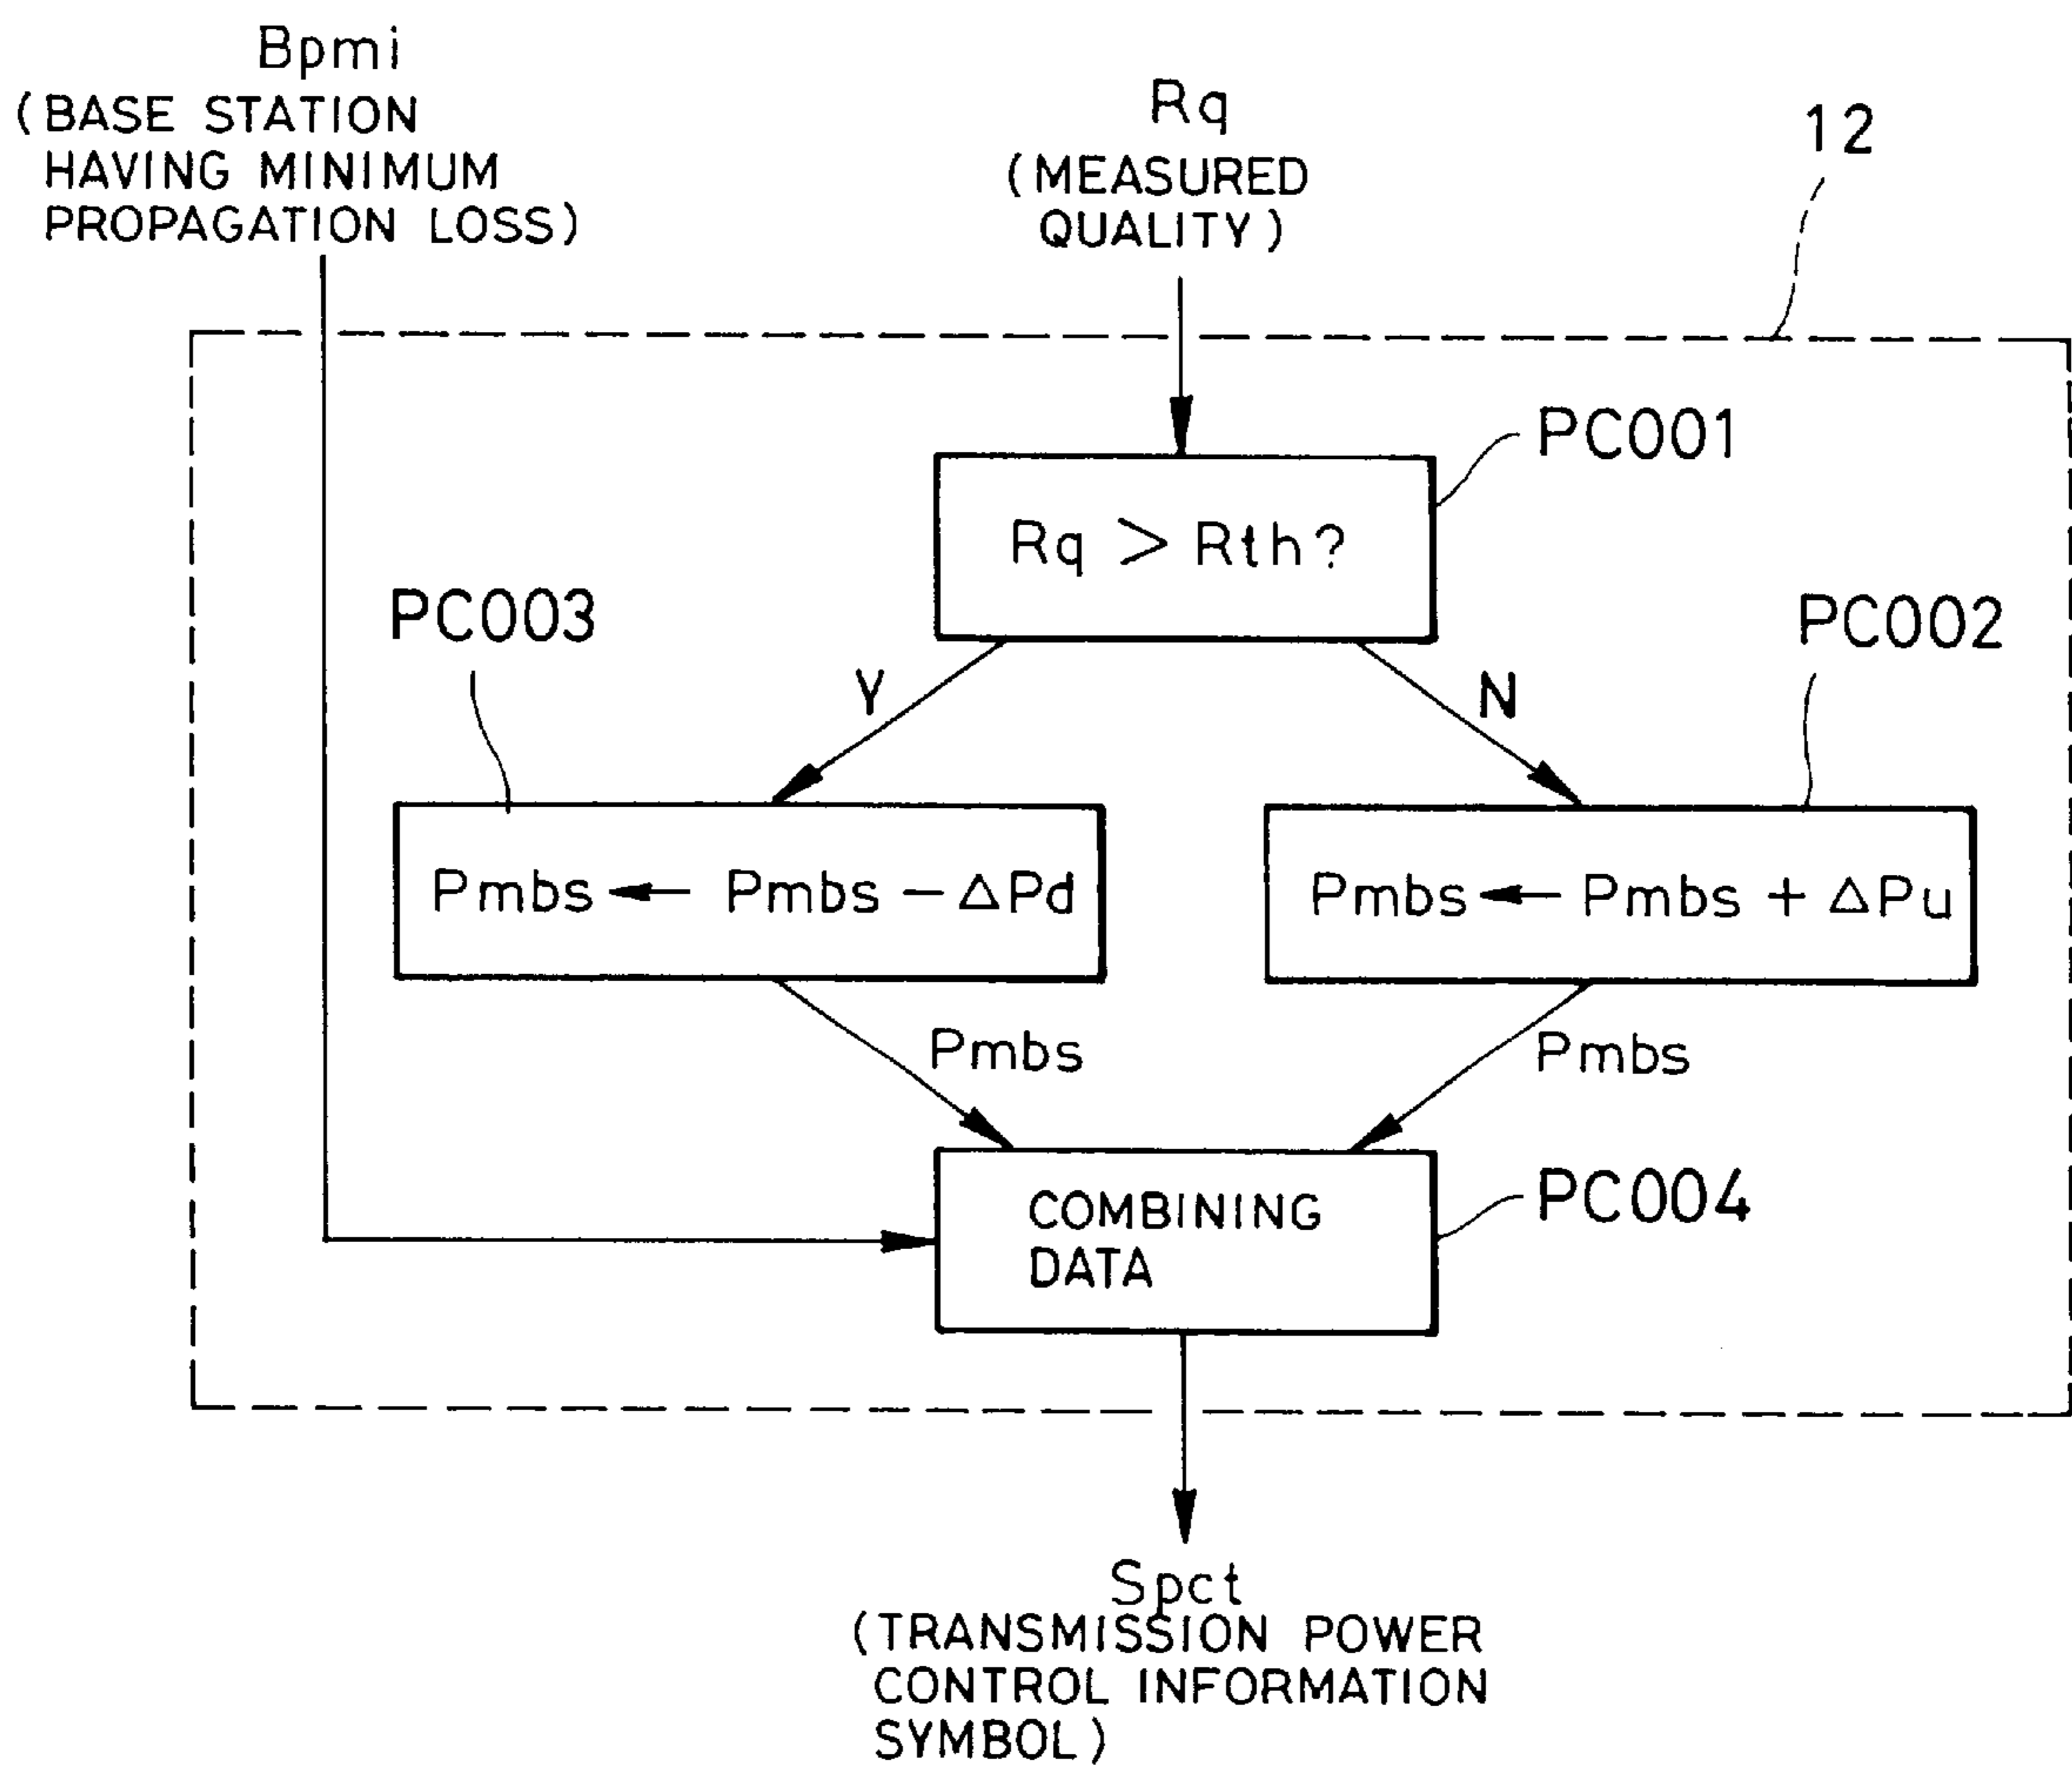 Bpmi
(BASE STATION
HAVING MINIMUM
PROPAGATION LOSS)
Rq
(MEASURED
QUALITY)
12
PC001
Rq > Rth?
PC003
PC002
Y
N
Pmbs ← Pmbs − ΔPd
Pmbs ← Pmbs + ΔPu
Pmbs
Pmbs
COMBINING
DATA
PC004
Spct
(TRANSMISSION POWER
CONTROL INFORMATION
SYMBOL)